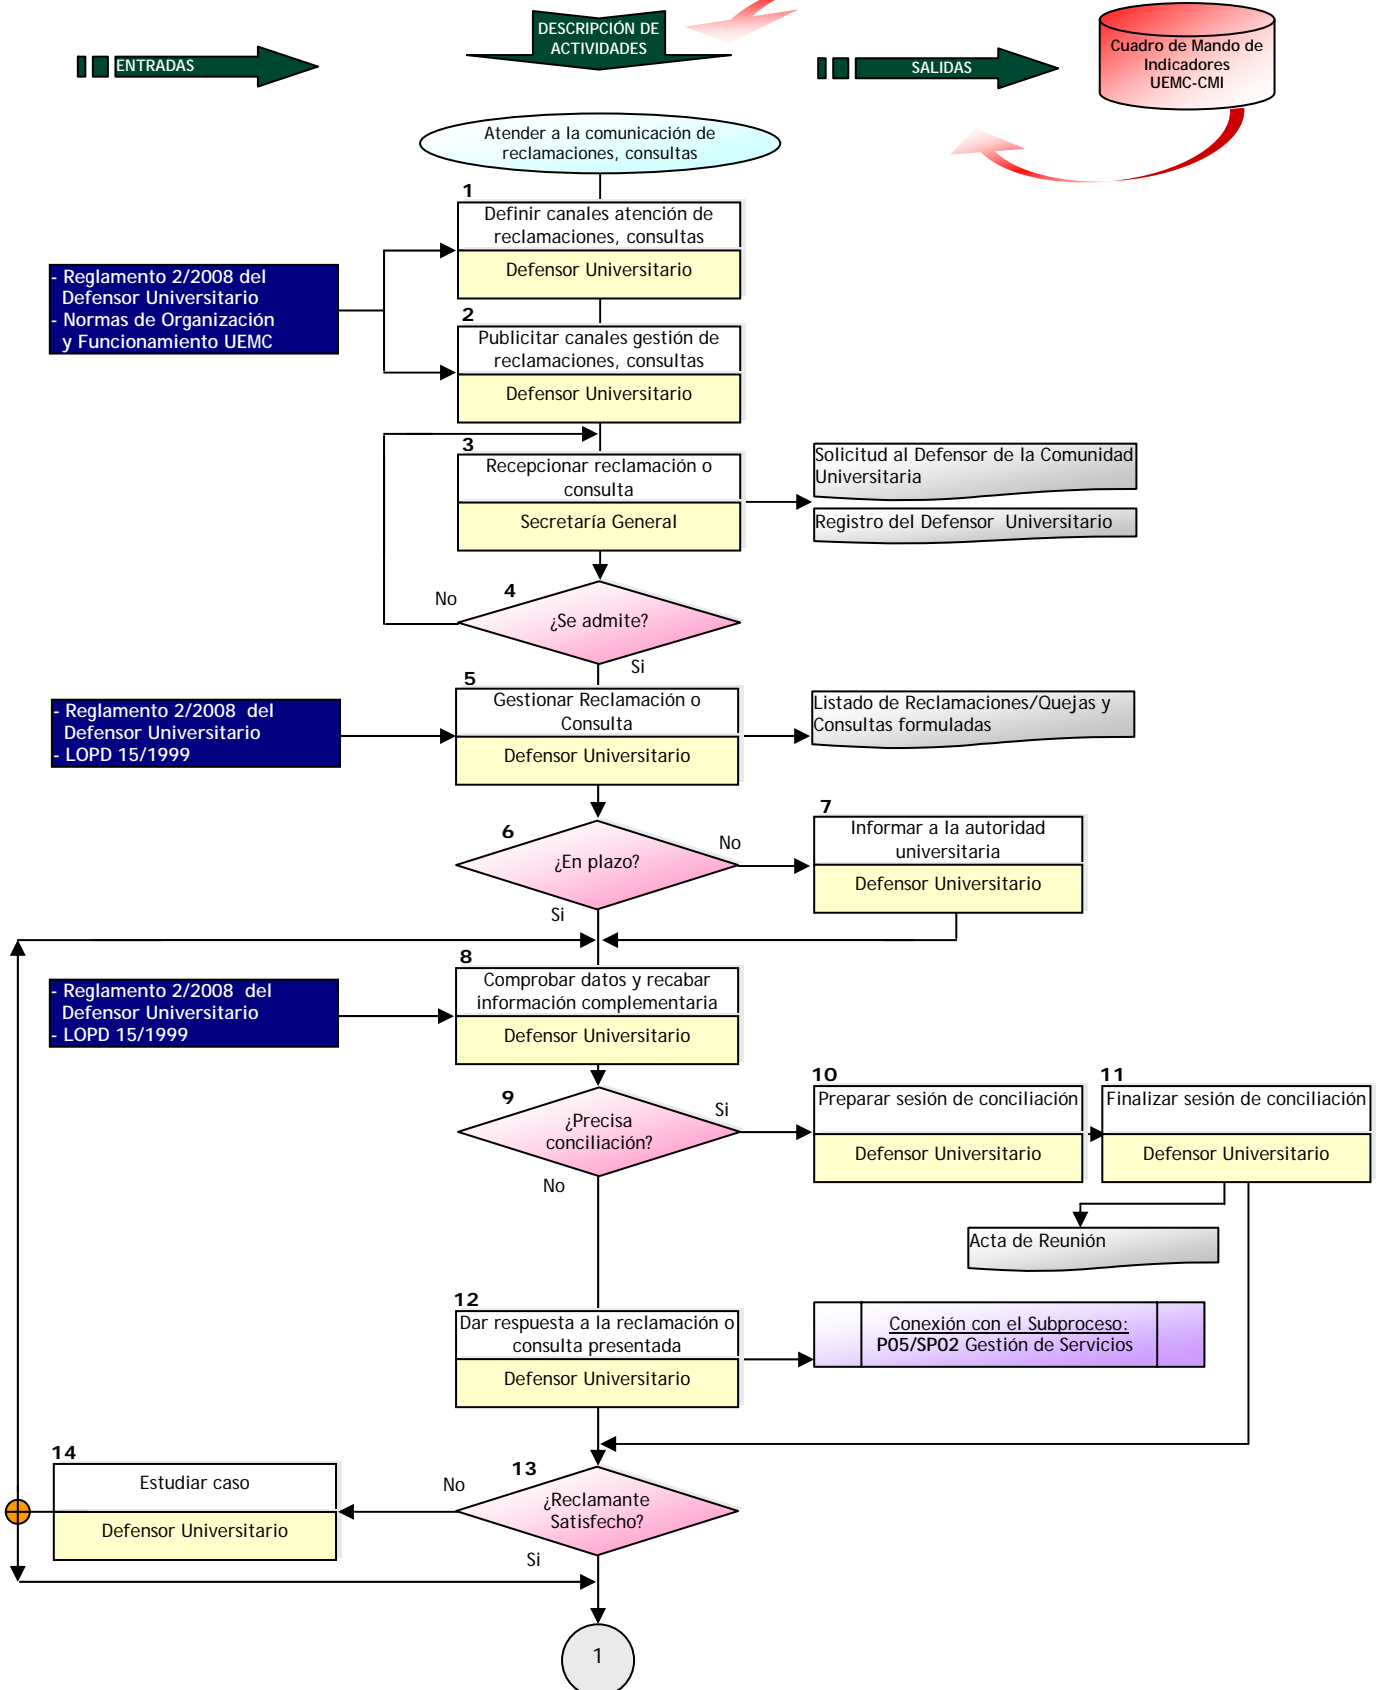 ENTRADAS
DESCRIPCIÓN DE
ACTIVIDADES
SALIDAS
Cuadro de Mando de
Indicadores
UEMC-CMI
Atender a la comunicación de
reclamaciones, consultas
1
Definir canales atención de
reclamaciones, consultas
Defensor Universitario
- Reglamento 2/2008 del
Defensor Universitario
- Normas de Organización
y Funcionamiento UEMC
2
Publicitar canales gestión de
reclamaciones, consultas
Defensor Universitario
3
Recepcionar reclamación o
consulta
Secretaría General
Solicitud al Defensor de la Comunidad
Universitaria
Registro del Defensor Universitario
4
No
¿Se admite?
Si
5
Gestionar Reclamación o
Consulta
Defensor Universitario
- Reglamento 2/2008 del
Defensor Universitario
- LOPD 15/1999
Listado de Reclamaciones/Quejas y
Consultas formuladas
6
¿En plazo?
No
Si
7
Informar a la autoridad
universitaria
Defensor Universitario
8
Comprobar datos y recabar
información complementaria
Defensor Universitario
- Reglamento 2/2008 del
Defensor Universitario
- LOPD 15/1999
9
¿Precisa
conciliación?
Si
No
10
Preparar sesión de conciliación
Defensor Universitario
11
Finalizar sesión de conciliación
Defensor Universitario
Acta de Reunión
12
Dar respuesta a la reclamación o
consulta presentada
Defensor Universitario
Conexión con el Subproceso:
P05/SP02 Gestión de Servicios
13
¿Reclamante
Satisfecho?
No
Si
14
Estudiar caso
Defensor Universitario
1